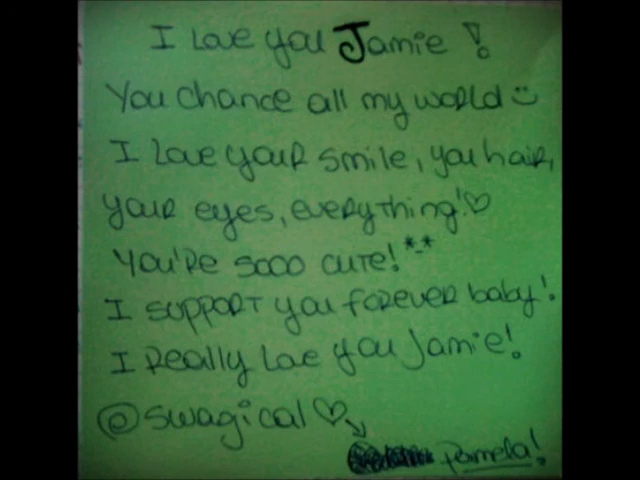 I love you Jamie!
You chance all my world :)
I love your smile, you hair,
your eyes, everything!♡
You're sooo cute! *-*
I support you forever baby!
I Really love you Jamie!
@swagical ♡
Pamela!